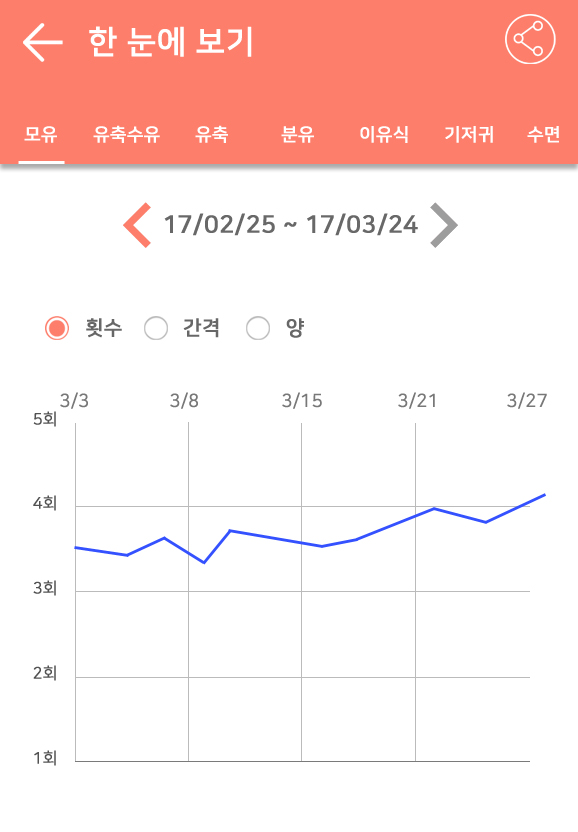 한 눈에 보기
모유 유축수유 유축 분유 이유식 기저귀 수면
17/02/25 ~ 17/03/24
횟수 간격 양
3/3 3/8 3/15 3/21 3/27
5회
4회
3회
2회
1회